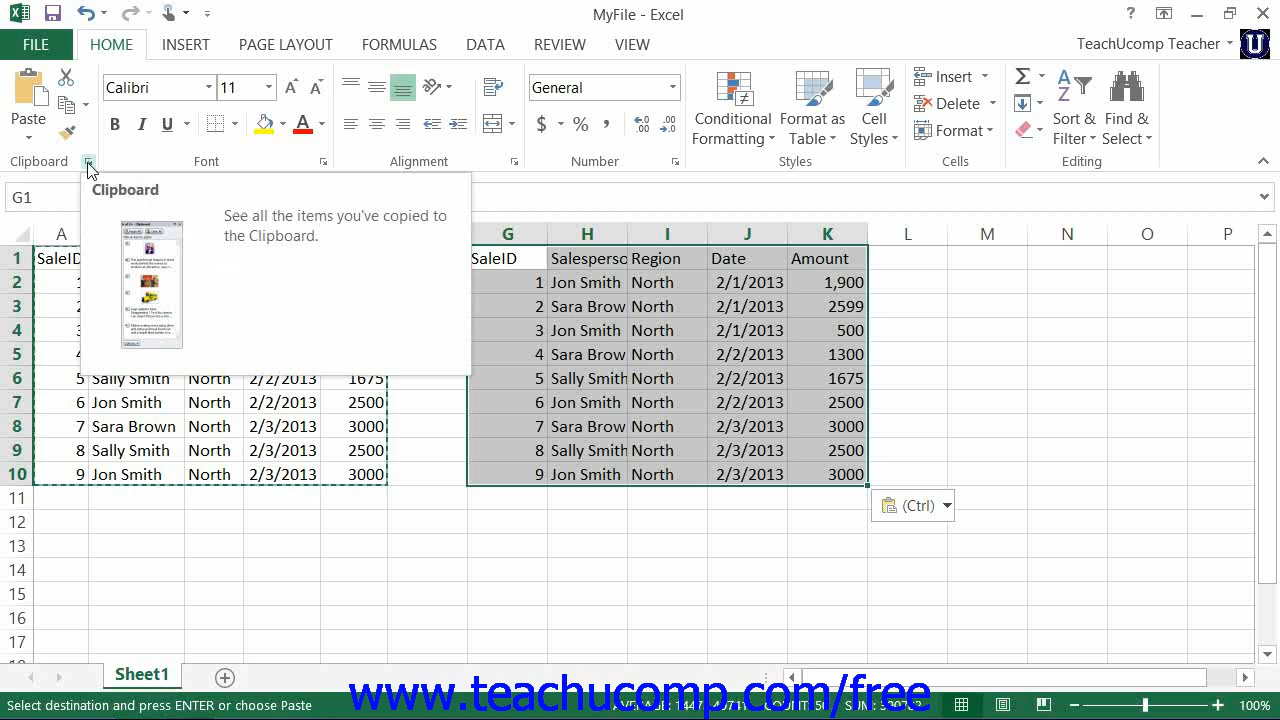 MyFile - Excel
?
FILE HOME INSERT PAGE LAYOUT FORMULAS DATA REVIEW VIEW TeachUcomp Teacher U
Calibri 11 A A General Insert Σ A Z
Paste B I U A $ % , Conditional Formatting Format as Table Cell Styles Delete Format Sort & Filter Find & Select
Clipboard Font Alignment Number Styles Cells Editing
G1
Clipboard
See all the items you've copied to
the Clipboard.
A G H I J K L M N O P
1 SaleID SaleID Salesperso Region Date Amount
2 1 Jon Smith North 2/1/2013 1,900
3 2 Sara Brow North 2/1/2013 599
4 3 Jon Smith North 2/1/2013 500
5 4 Sara Brow North 2/2/2013 1300
6 5 Sally Smith North 2/2/2013 1675 5 Sally Smith North 2/2/2013 1675
7 6 Jon Smith North 2/2/2013 2500 6 Jon Smith North 2/2/2013 2500
8 7 Sara Brown North 2/3/2013 3000 7 Sara Brow North 2/3/2013 3000
9 8 Sally Smith North 2/3/2013 2500 8 Sally Smith North 2/3/2013 2500
10 9 Jon Smith North 2/3/2013 3000 9 Jon Smith North 2/3/2013 3000
11 (Ctrl)
12
13
14
15
16
17
Sheet1
www.teachucomp.com/free
Select destination and press ENTER or choose Paste 100%